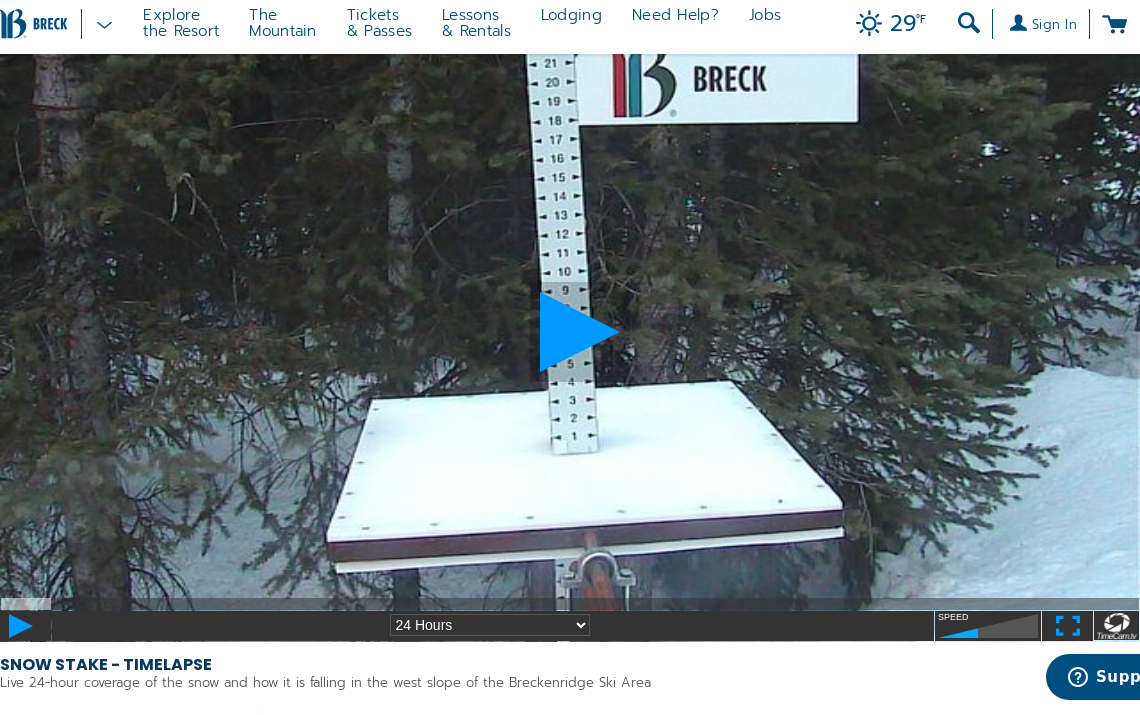 BRECK
Explore
the Resort
The
Mountain
Tickets
& Passes
Lessons
& Rentals
Lodging
Need Help?
Jobs
29°F
Sign In
BRECK
21
20
19
18
17
16
15
14
13
12
11
10
9
5
4
3
2
1
24 Hours
SPEED
TimeCam.tv
SNOW STAKE - TIMELAPSE
Live 24-hour coverage of the snow and how it is falling in the west slope of the Breckenridge Ski Area
Supp